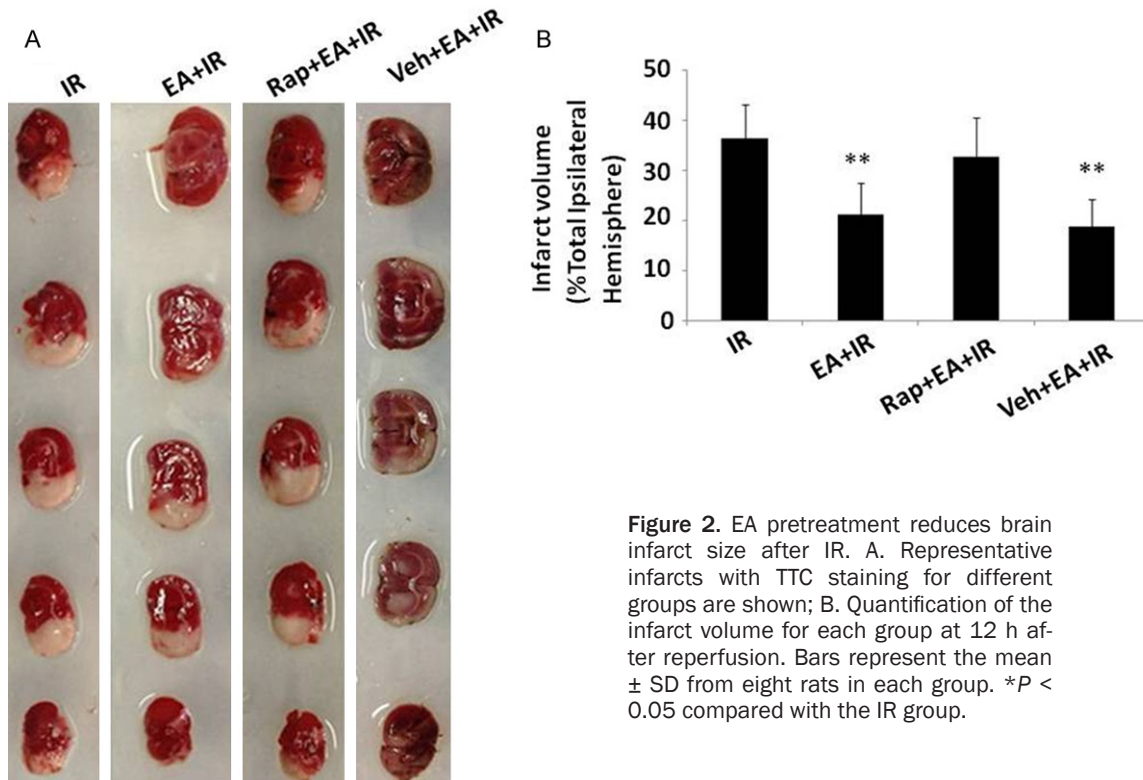 A
IR
EA+IR
Rap+EA+IR
Veh+EA+IR
B
Infarct volume
(%Total Ipsilateral
Hemisphere)
50
40
30
20
10
0
**
**
IR
EA+IR
Rap+EA+IR
Veh+EA+IR
Figure 2. EA pretreatment reduces brain
infarct size after IR. A. Representative
infarcts with TTC staining for different
groups are shown; B. Quantification of the
infarct volume for each group at 12 h af-
ter reperfusion. Bars represent the mean
± SD from eight rats in each group. *P <
0.05 compared with the IR group.